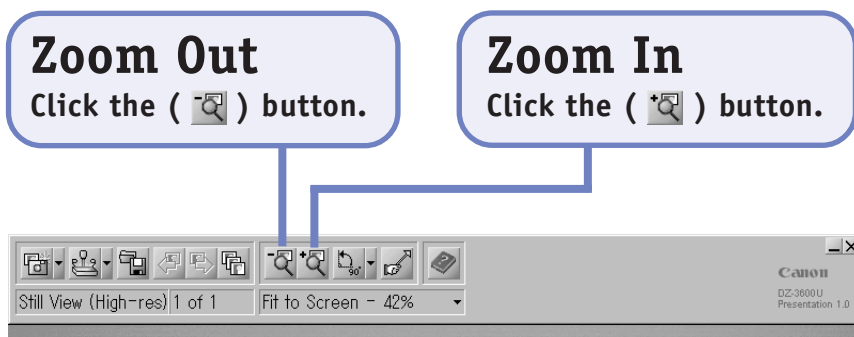 Zoom Out
Click the ( ) button.
Zoom In
Click the ( ) button.
90°
Canon
DZ-3600U
Presentation 1.0
Still View (High-res) 1 of 1
Fit to Screen - 42%